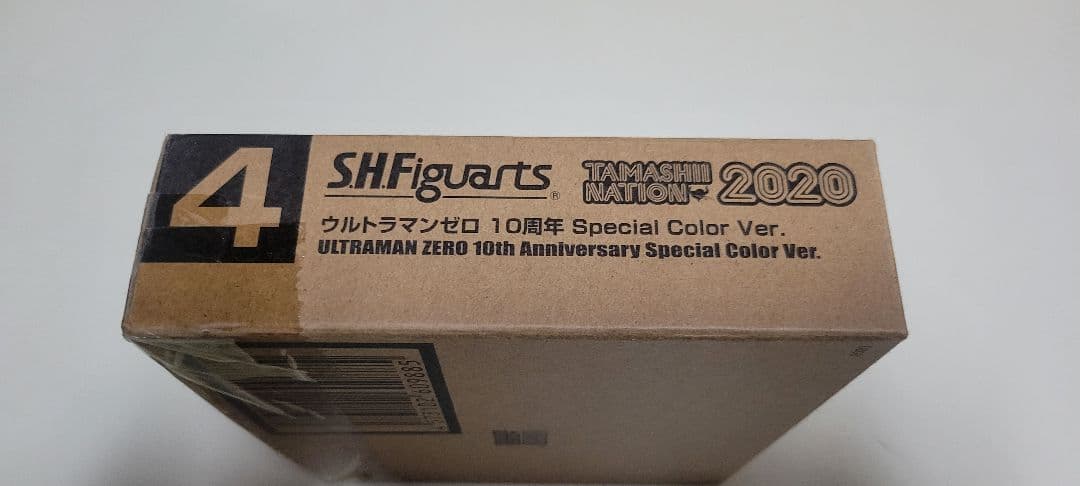 4
S.H.Figuarts ®
TAMASHII NATION 2020
ウルトラマンゼロ 10周年 Special Color Ver.
ULTRAMAN ZERO 10th Anniversary Special Color Ver.